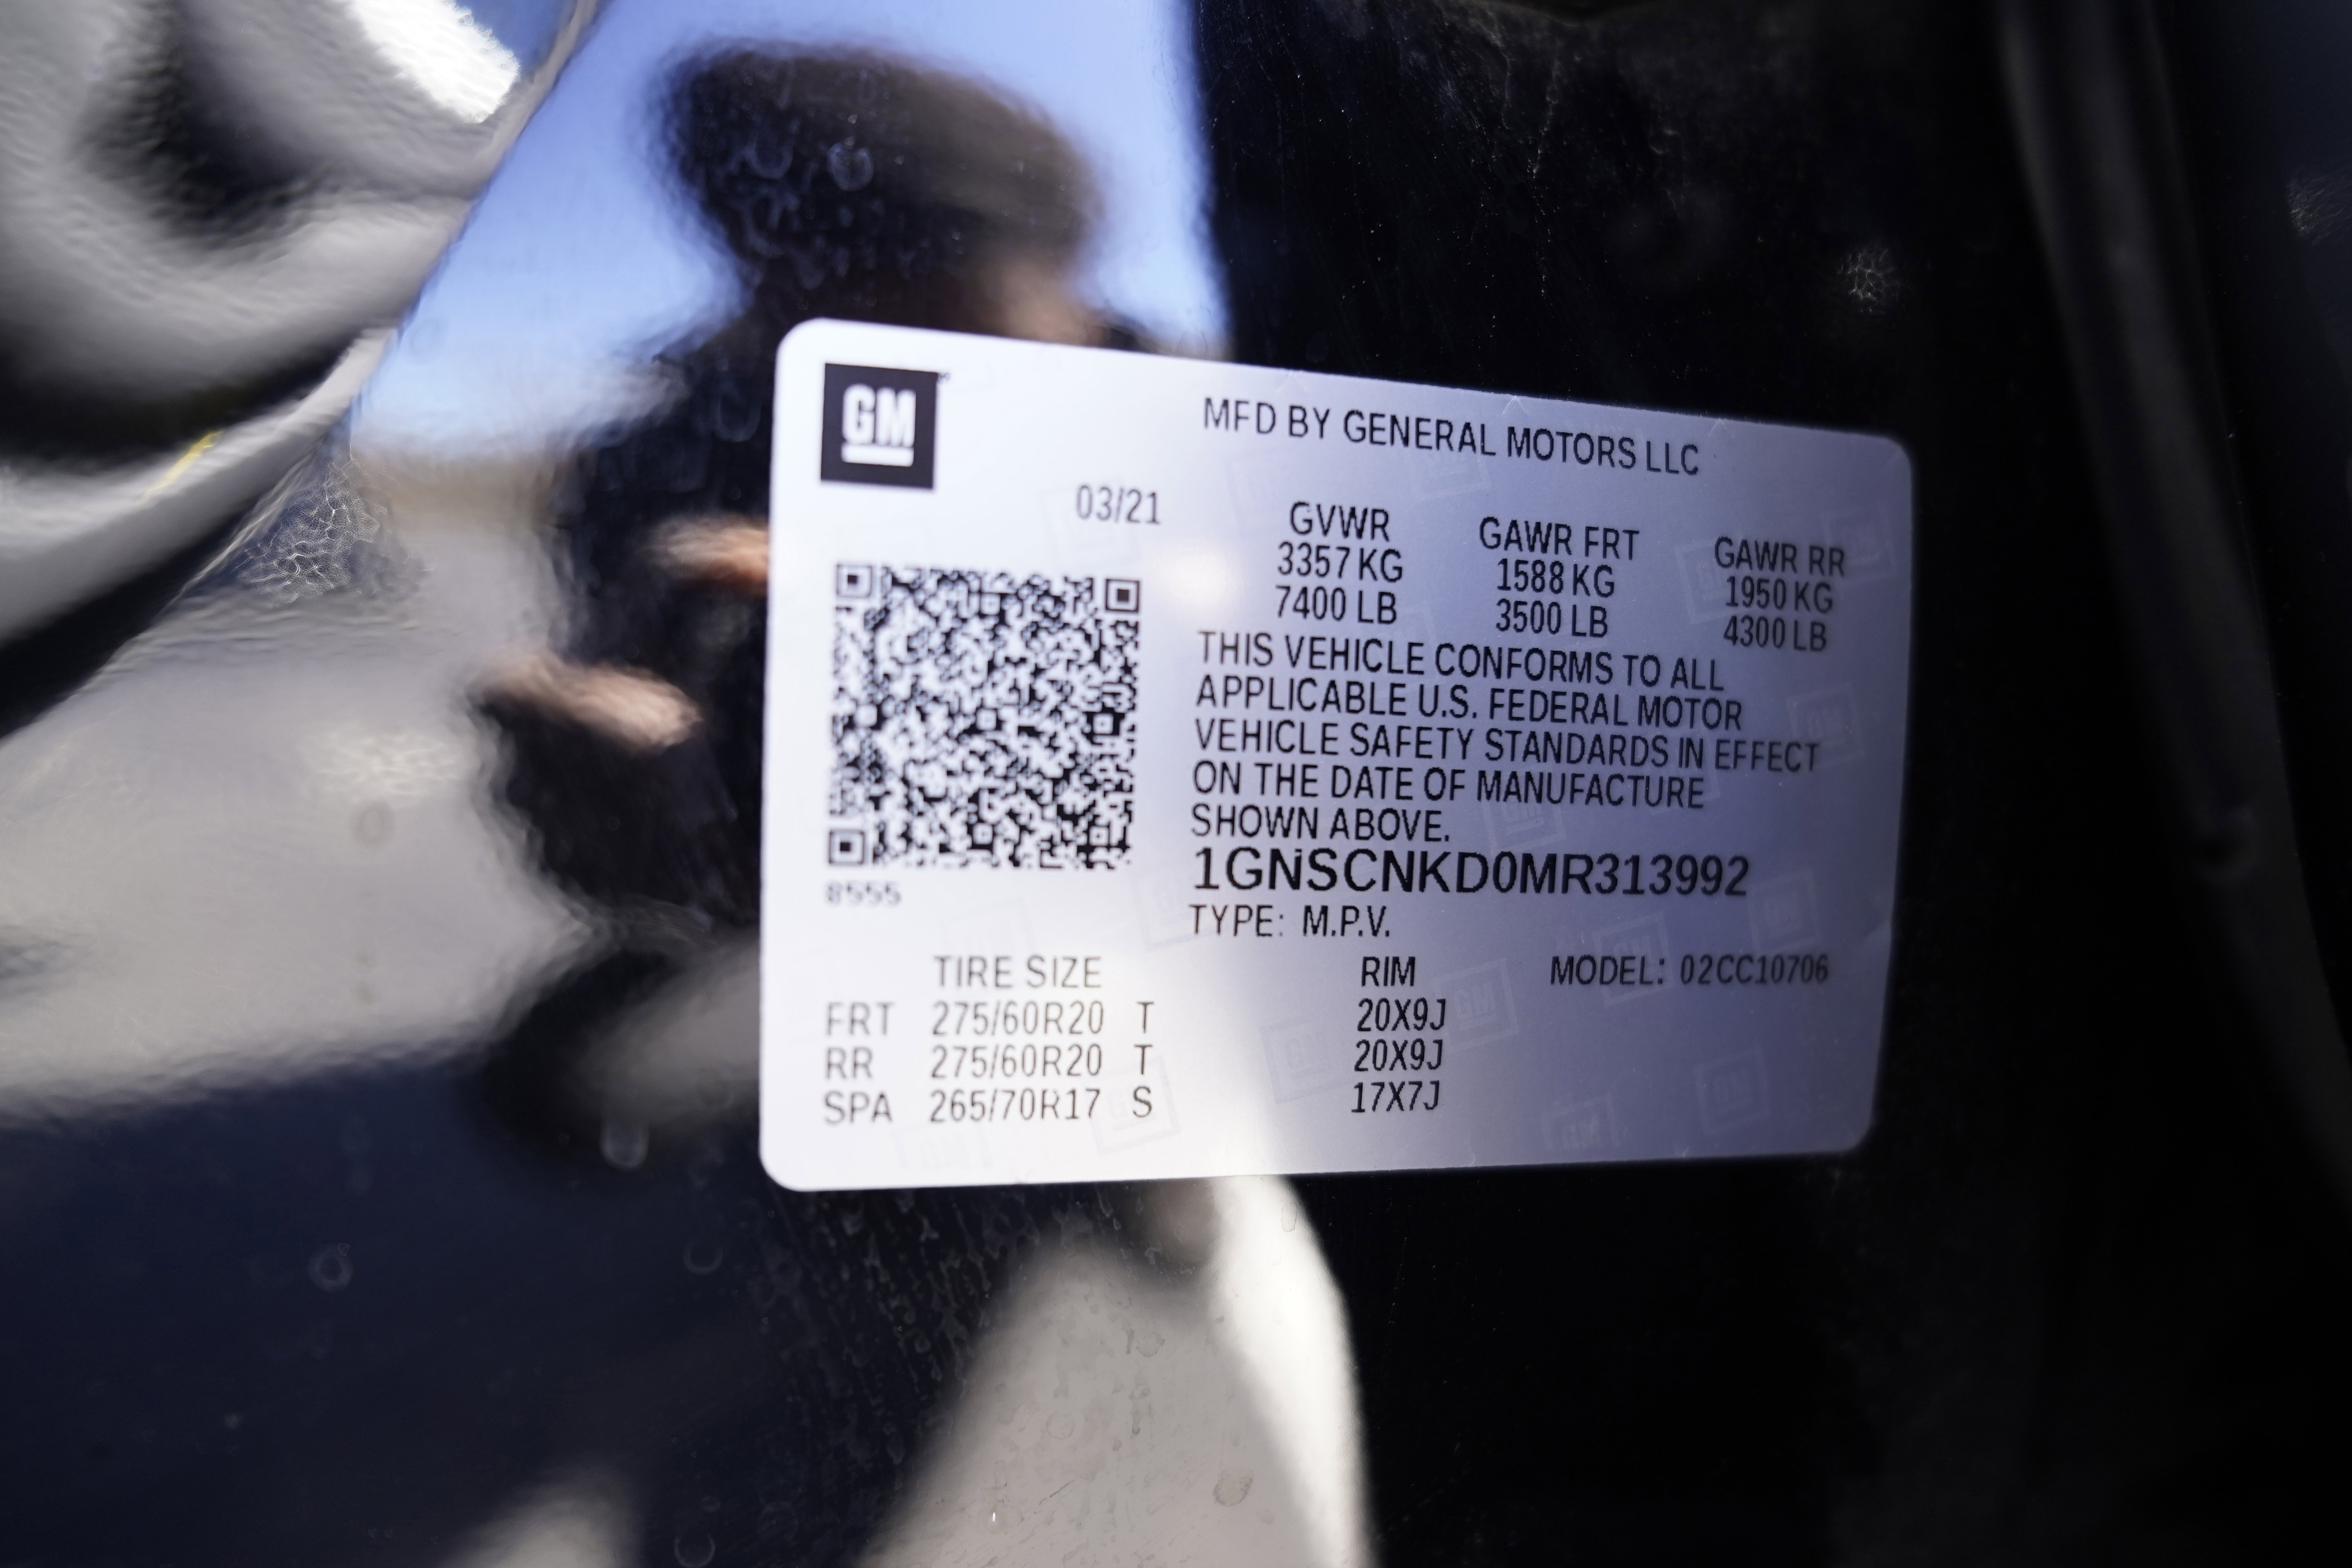 GM
MFD BY GENERAL MOTORS LLC
03/21
GVWR GAWR FRT GAWR RR
3357 KG 1588 KG 1950 KG
7400 LB 3500 LB 4300 LB
THIS VEHICLE CONFORMS TO ALL
APPLICABLE U.S. FEDERAL MOTOR
VEHICLE SAFETY STANDARDS IN EFFECT
ON THE DATE OF MANUFACTURE
SHOWN ABOVE.
1GNSCNKD0MR313992
8555
TYPE: M.P.V.
TIRE SIZE RIM MODEL: 02CC10706
FRT 275/60R20 T 20X9J
RR 275/60R20 T 20X9J
SPA 265/70R17 S 17X7J